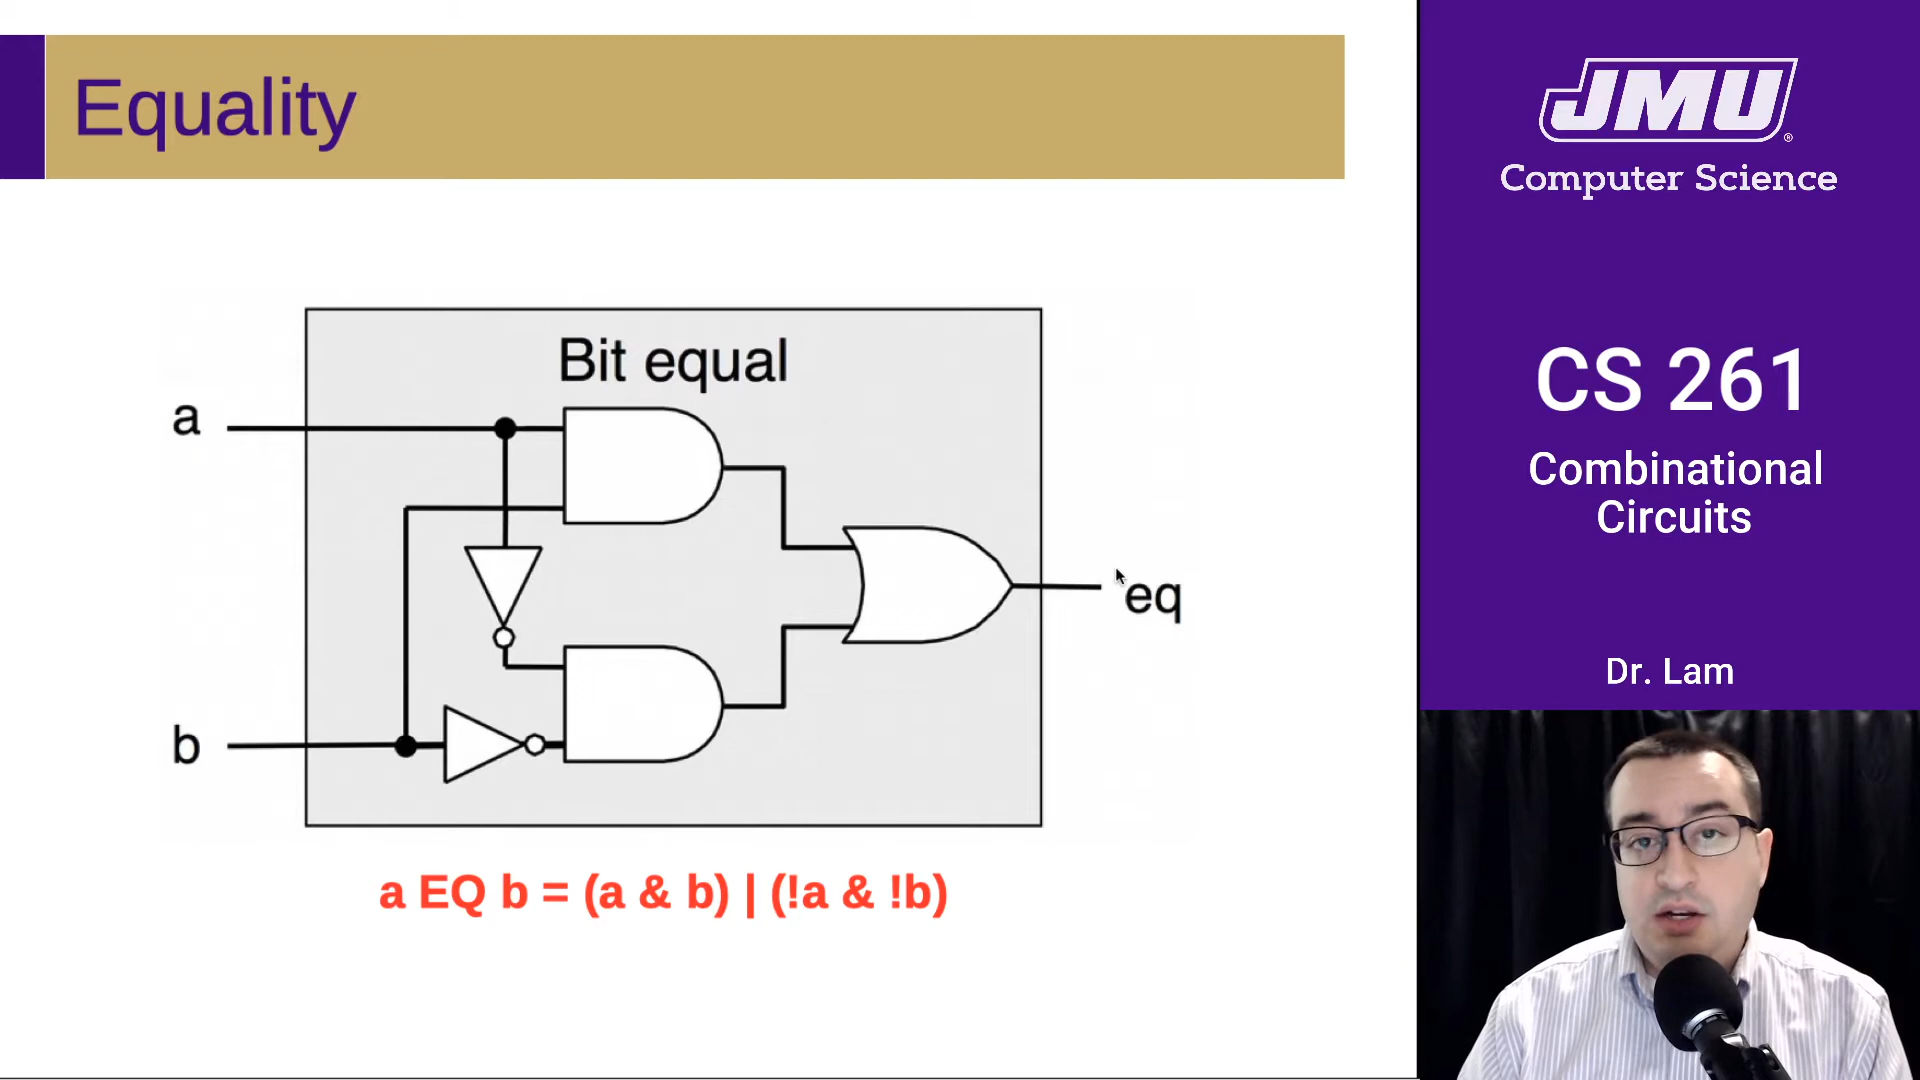 Equality
Bit equal
a
b
eq
a EQ b = (a & b) | (!a & !b)
JMU®
Computer Science
CS 261
Combinational
Circuits
Dr. Lam